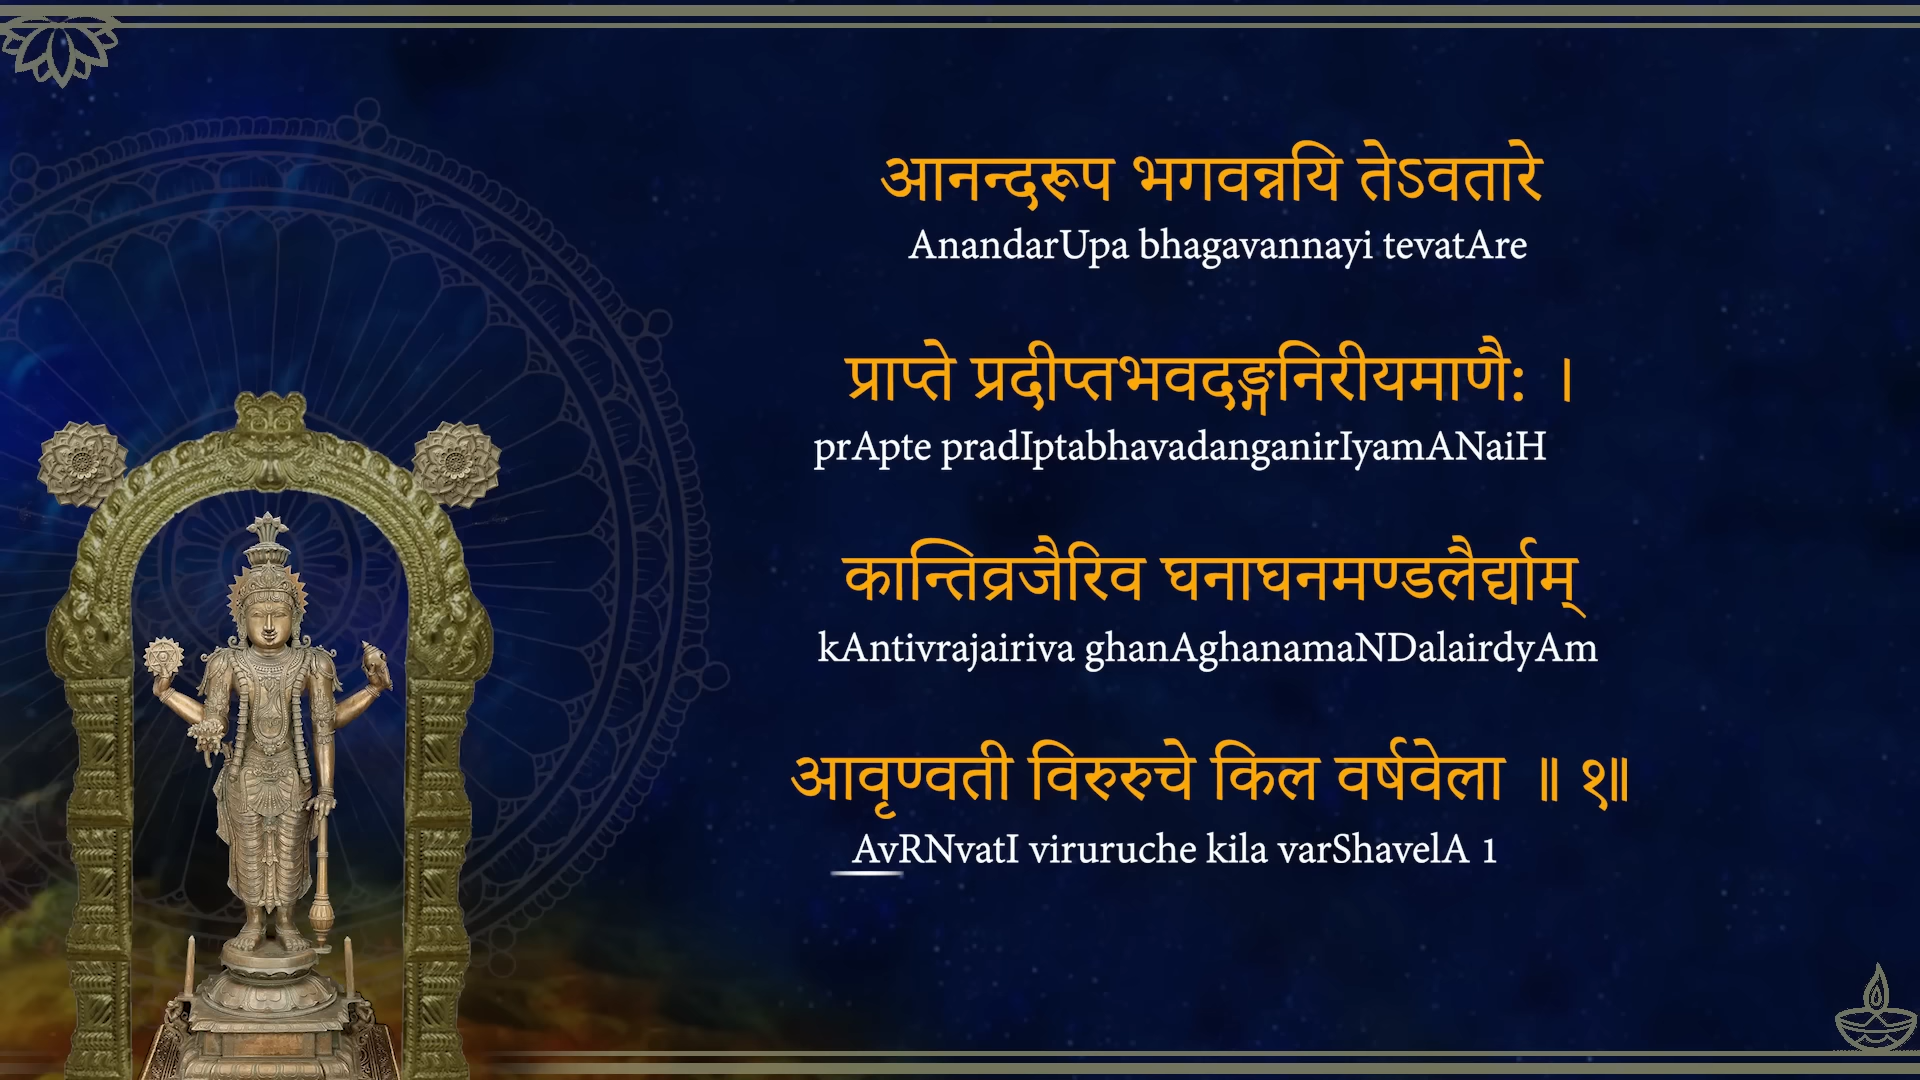 आनन्दरूप भगवन्नयि तेऽवतारे
AnandarUpa bhagavannayi tevatAre
प्राप्ते प्रदीप्तभवदङ्गनिरीयमाणै: ।
prApte pradIptabhavadanganirIyamANaiH
कान्तिव्रजैरिव घनाघनमण्डलैर्द्याम्
kAntivrajairiva ghanAghanamaNDalairdyAm
आवृण्वती विरुरुचे किल वर्षवेला ॥ १॥
AvRNvatI viruruche kila varShavelA 1